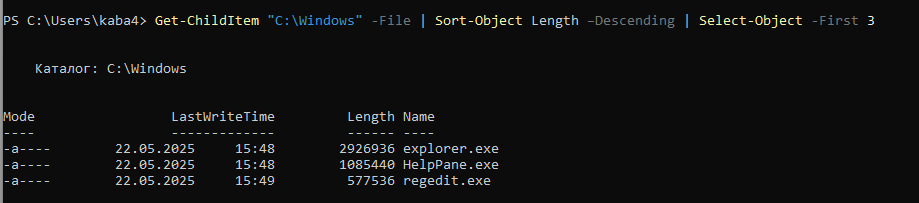 PS C:\Users\kaba4> Get-ChildItem "C:\Windows" -File | Sort-Object Length –Descending | Select-Object -First 3
Каталог: C:\Windows
Mode LastWriteTime Length Name
---- ------------- ------ ----
-a---- 22.05.2025 15:48 2926936 explorer.exe
-a---- 22.05.2025 15:48 1085440 HelpPane.exe
-a---- 22.05.2025 15:49 577536 regedit.exe